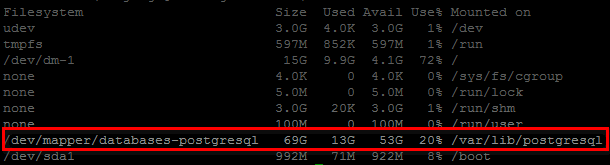 Filesystem Size Used Avail Use% Mounted on
udev 3.0G 4.0K 3.0G 1% /dev
tmpfs 597M 852K 597M 1% /run
/dev/dm-1 15G 9.9G 4.1G 72% /
none 4.0K 0 4.0K 0% /sys/fs/cgroup
none 5.0M 0 5.0M 0% /run/lock
none 3.0G 20K 3.0G 1% /run/shm
none 100M 0 100M 0% /run/user
/dev/mapper/databases-postgresql 69G 13G 53G 20% /var/lib/postgresql
/dev/sda1 992M 71M 922M 8% /boot